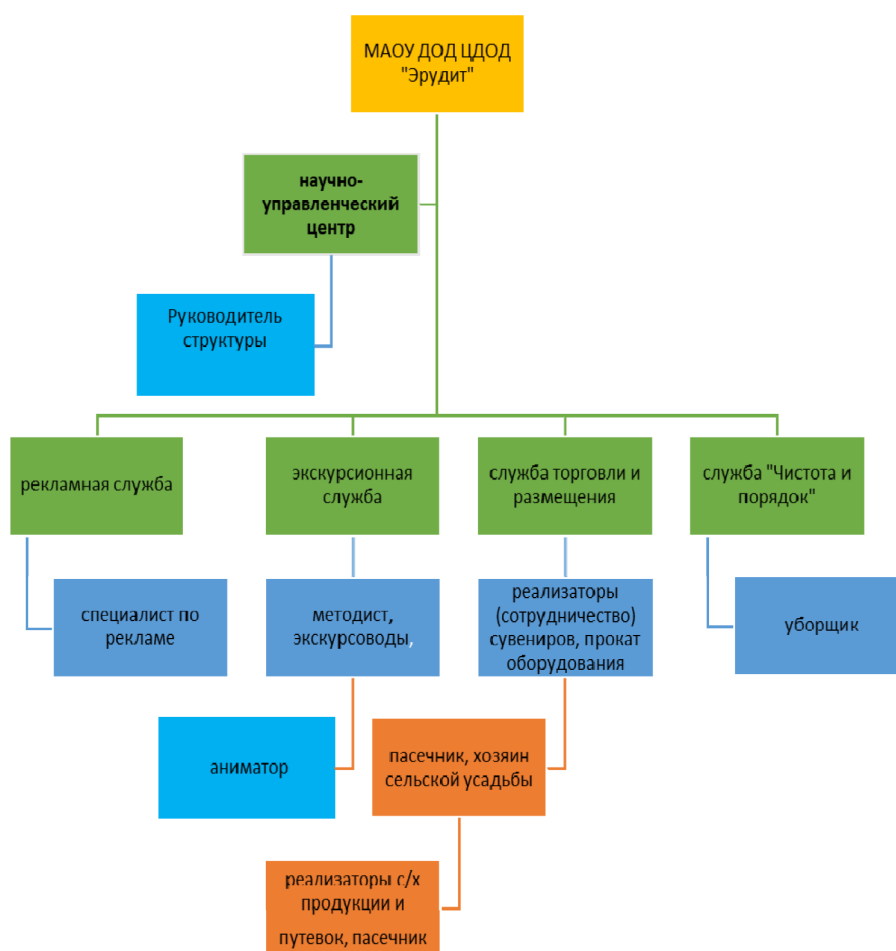 МАОУ ДОД ЦДОД
"Эрудит"
научно-
управленческий
центр
Руководитель
структуры
рекламная служба
экскурсионная
служба
служба торговли и
размещения
служба "Чистота и
порядок"
специалист по
рекламе
методист,
экскурсоводы,
реализаторы
(сотрудничество)
сувениров, прокат
оборудования
уборщик
аниматор
пасечник, хозяин
сельской усадьбы
реализаторы с/х
продукции и
путевок, пасечник